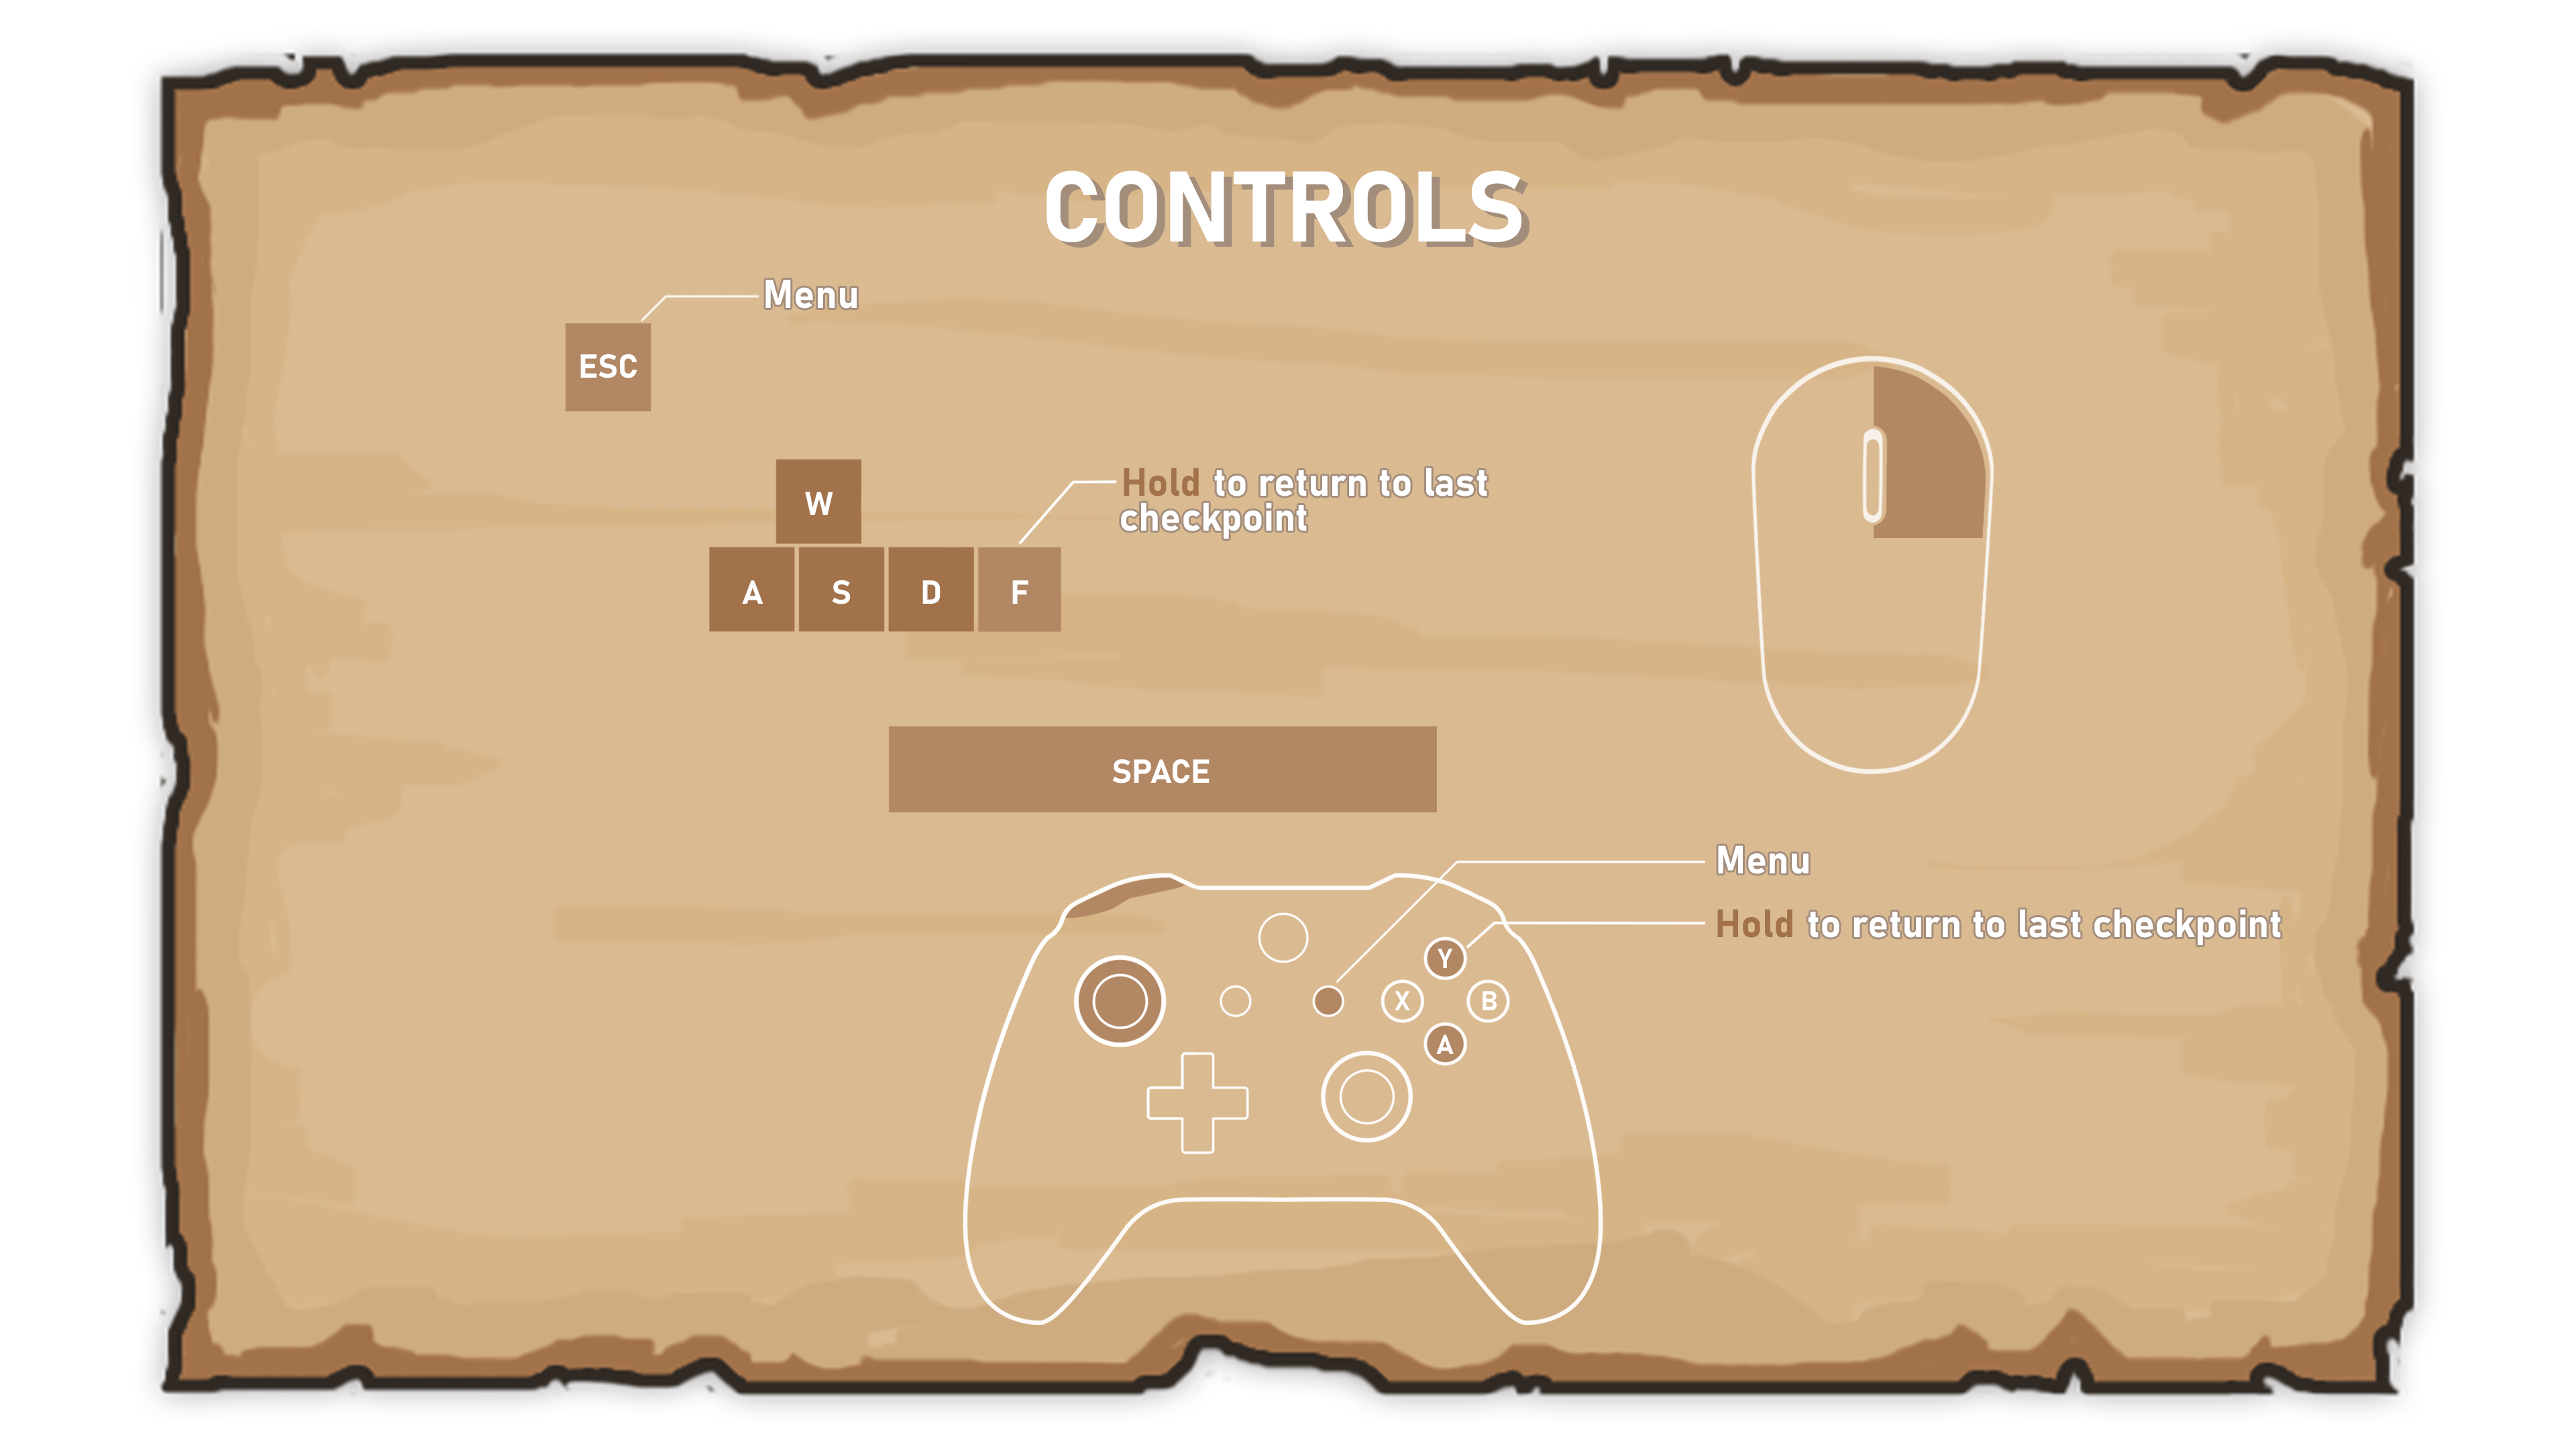 CONTROLS
Menu
ESC
W
Hold to return to last
checkpoint
A S D F
SPACE
Menu
Hold to return to last checkpoint
Y
X B
A